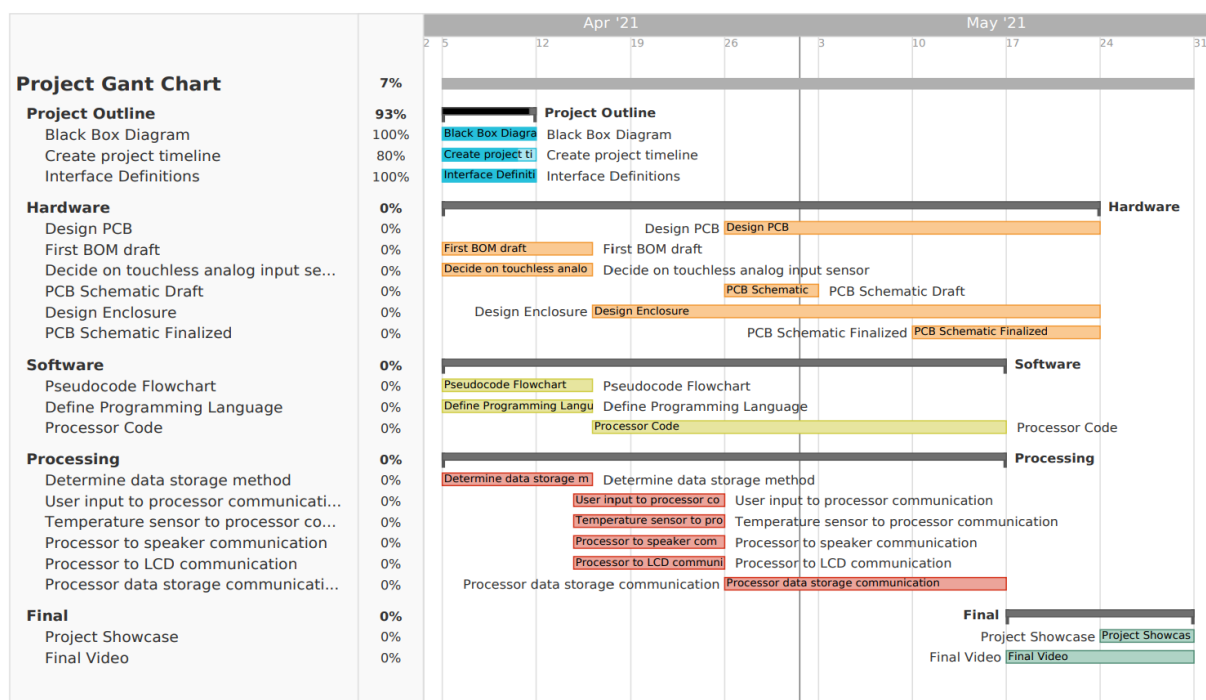 Apr '21 May '21
2 5 12 19 26 3 10 17 24 31
Project Gant Chart 7%
Project Outline 93% Project Outline
Black Box Diagram 100% Black Box Diagra Black Box Diagram
Create project timeline 80% Create project ti Create project timeline
Interface Definitions 100% Interface Definiti Interface Definitions
Hardware 0% Hardware
Design PCB 0% Design PCB Design PCB
First BOM draft 0% First BOM draft First BOM draft
Decide on touchless analog input se... 0% Decide on touchless analo Decide on touchless analog input sensor
PCB Schematic Draft 0% PCB Schematic PCB Schematic Draft
Design Enclosure 0% Design Enclosure Design Enclosure
PCB Schematic Finalized 0% PCB Schematic Finalized PCB Schematic Finalized
Software 0% Software
Pseudocode Flowchart 0% Pseudocode Flowchart Pseudocode Flowchart
Define Programming Language 0% Define Programming Langu Define Programming Language
Processor Code 0% Processor Code Processor Code
Processing 0% Processing
Determine data storage method 0% Determine data storage m Determine data storage method
User input to processor communicati... 0% User input to processor co User input to processor communication
Temperature sensor to processor co... 0% Temperature sensor to pro Temperature sensor to processor communication
Processor to speaker communication 0% Processor to speaker com Processor to speaker communication
Processor to LCD communication 0% Processor to LCD communi Processor to LCD communication
Processor data storage communicati... 0% Processor data storage communication Processor data storage communication
Final 0% Final
Project Showcase 0% Project Showcase Project Showcas
Final Video 0% Final Video Final Video